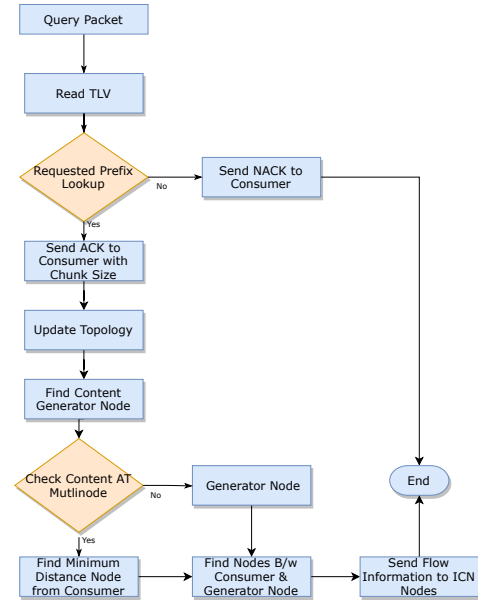 Query Packet
Read TLV
Requested Prefix
Lookup
No
Send NACK to
Consumer
Yes
Send ACK to
Consumer with
Chunk Size
Update Topology
Find Content
Generator Node
Check Content AT
Mutlinode
No
Generator Node
End
Yes
Find Minimum
Distance Node
from Consumer
Find Nodes B/w
Consumer &
Generator Node
Send Flow
Information to ICN
Nodes